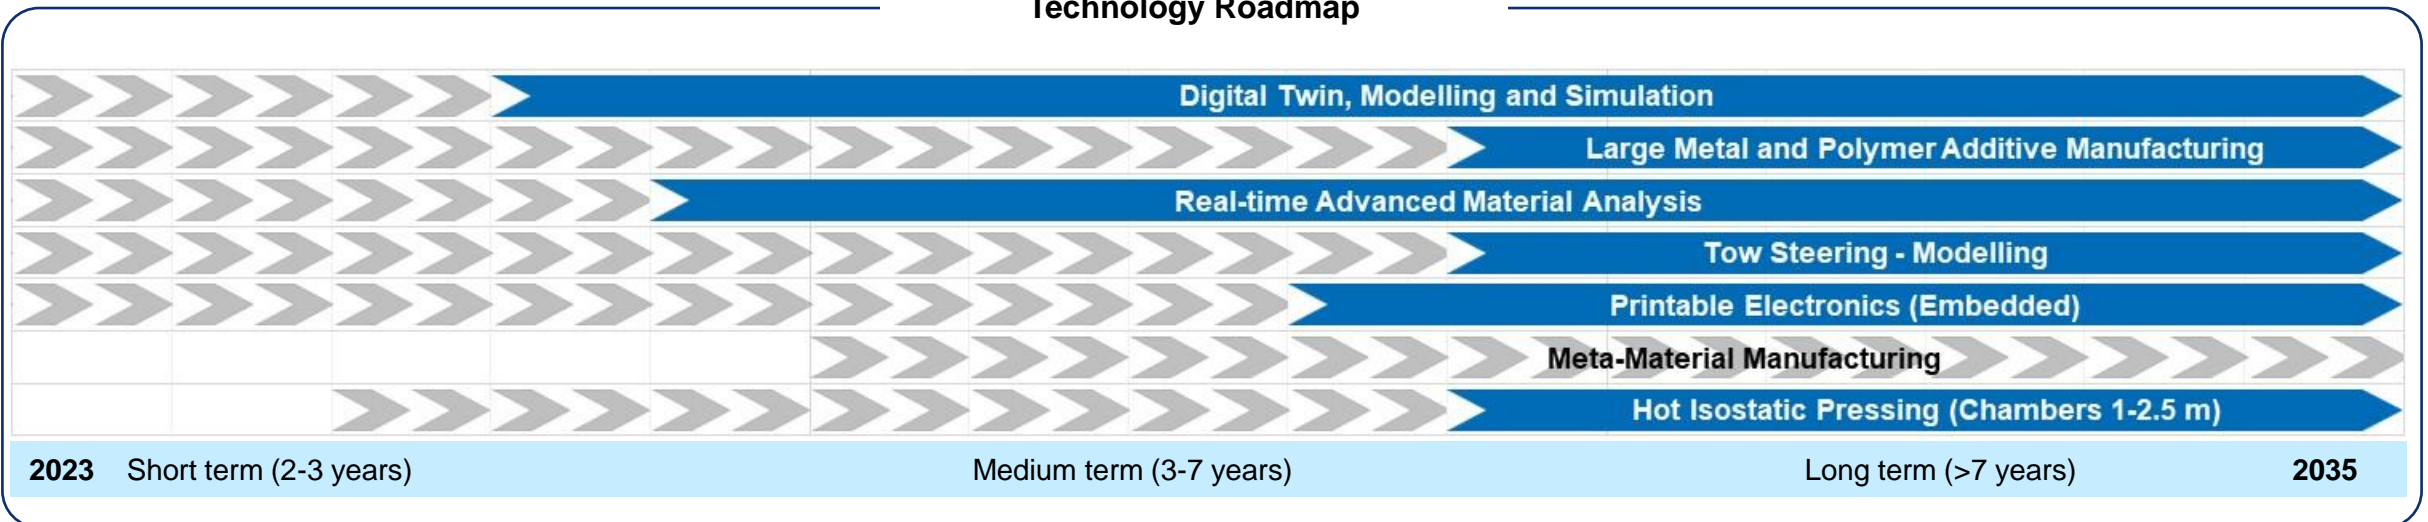 Technology Roadmap
Digital Twin, Modelling and Simulation
Large Metal and Polymer Additive Manufacturing
Real-time Advanced Material Analysis
Tow Steering - Modelling
Printable Electronics (Embedded)
Meta-Material Manufacturing
Hot Isostatic Pressing (Chambers 1-2.5 m)
2023 Short term (2-3 years) Medium term (3-7 years) Long term (>7 years) 2035